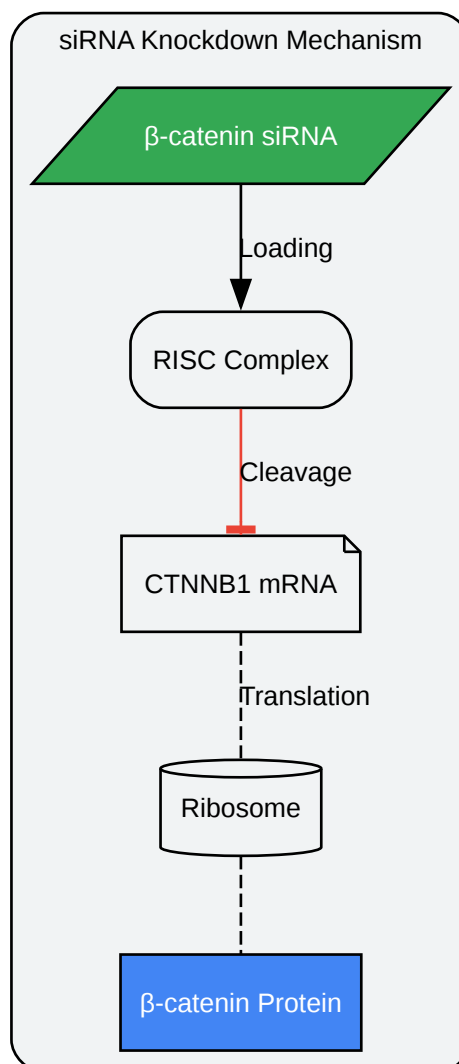 siRNA Knockdown Mechanism
β-catenin siRNA
Loading
RISC Complex
Cleavage
CTNNB1 mRNA
Translation
Ribosome
β-catenin Protein